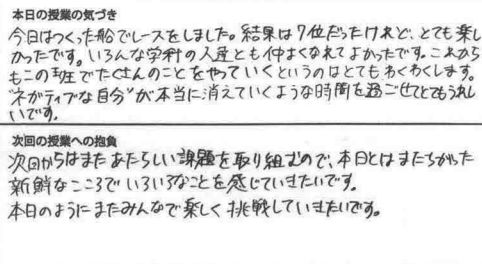 本日の授業の気づき
今日はつくった船でレースをしました。結果は7位だったけれど、とても楽し
かったです。いろんな学科の人達とも仲よくなれてよかったです。これから
もこの班でたくさんのことをやっていくというのはとてもわくわくします。
"ネガティブな自分"が本当に消えていくような時間を過ごせてとてもうれし
いです。
次回の授業への抱負
次回からはまたあたらしい課題を取り組むので、本日とはまたちがった
新鮮なこころでいろいろなことを感じていきたいです。
本日のようにまたみんなで楽しく挑戦していきたいです。